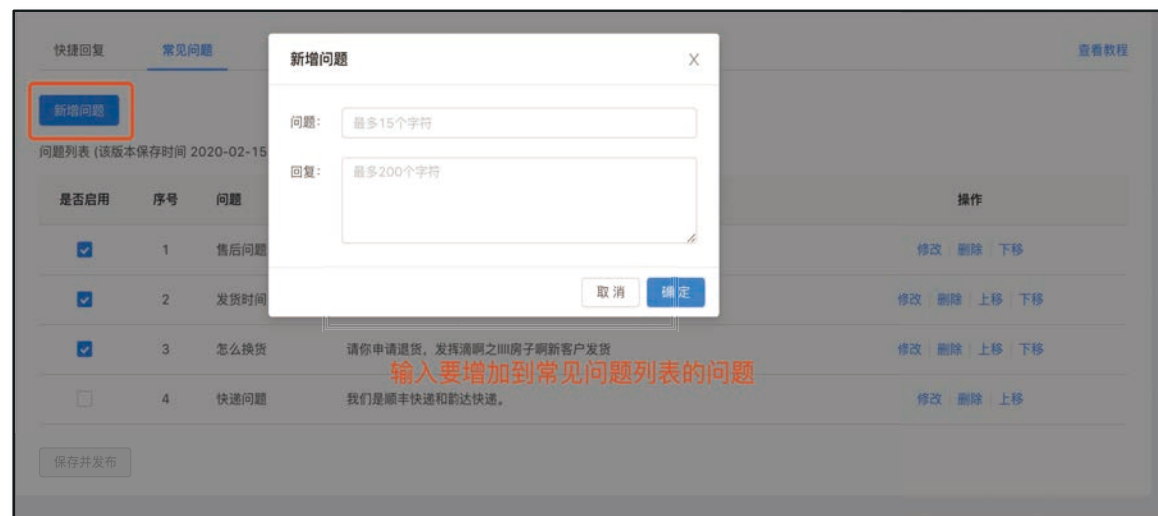 快捷回复 常见问题 查看教程
新增问题 X
新增问题
问题: 最多15个字符
问题列表 (该版本保存时间 2020-02-15
回复: 最多200个字符
是否启用 序号 问题 操作
1 售后问题 修改 删除 下移
取消 确定
2 发货时间 修改 删除 上移 下移
3 怎么换货 请你申请退货，发挥滴啊之IIII房子啊新客户发货 修改 删除 上移 下移
输入要增加到常见问题列表的问题
4 快递问题 我们是顺丰快递和韵达快递。 修改 删除 上移
保存并发布